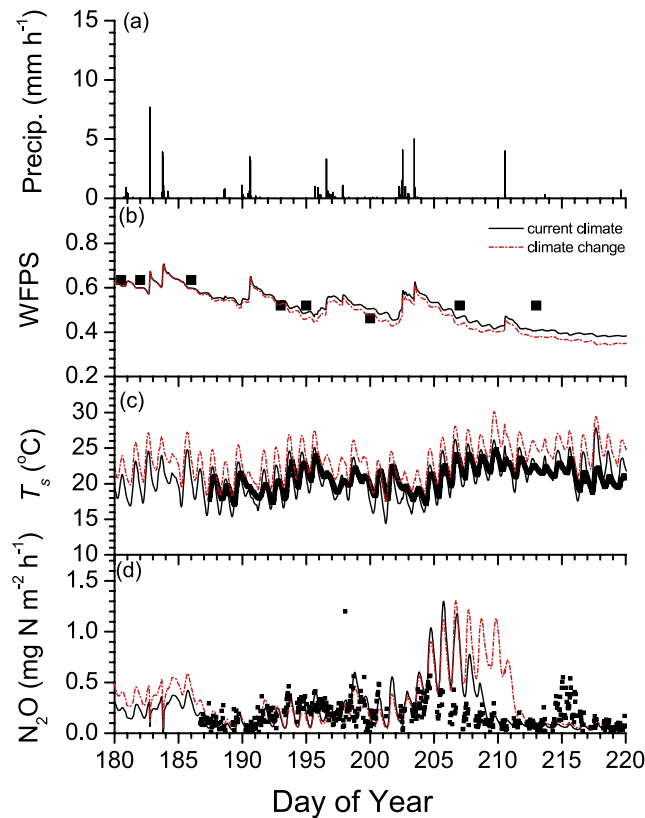 (a)
Precip. (mm h⁻¹)
15
10
5
0
(b)
WFPS
0.8
0.6
0.4
0.2
current climate
climate change
(c)
Tₛ (°C)
30
25
20
15
10
(d)
N₂O (mg N m⁻² h⁻¹)
1.5
1.0
0.5
0.0
180 185 190 195 200 205 210 215 220
Day of Year